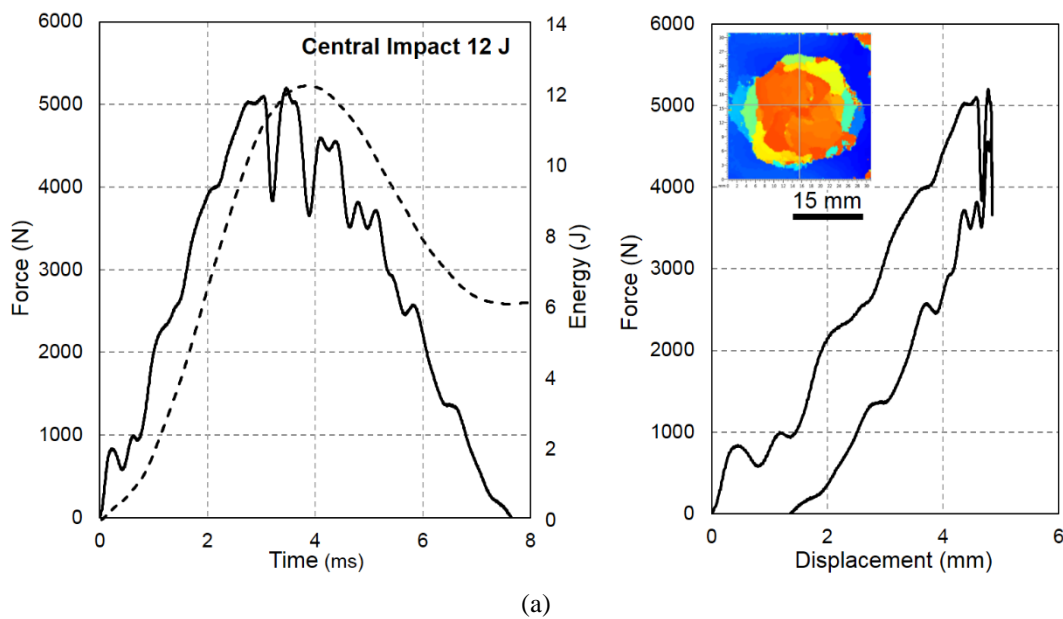 Central Impact 12 J
6000
5000
4000
3000
2000
1000
0
Force (N)
0 2 4 6 8
Time (ms)
14
12
10
8
6
4
2
0
Energy (J)
6000
5000
4000
3000
2000
1000
0
Force (N)
0 2 4 6
Displacement (mm)
15 mm
(a)